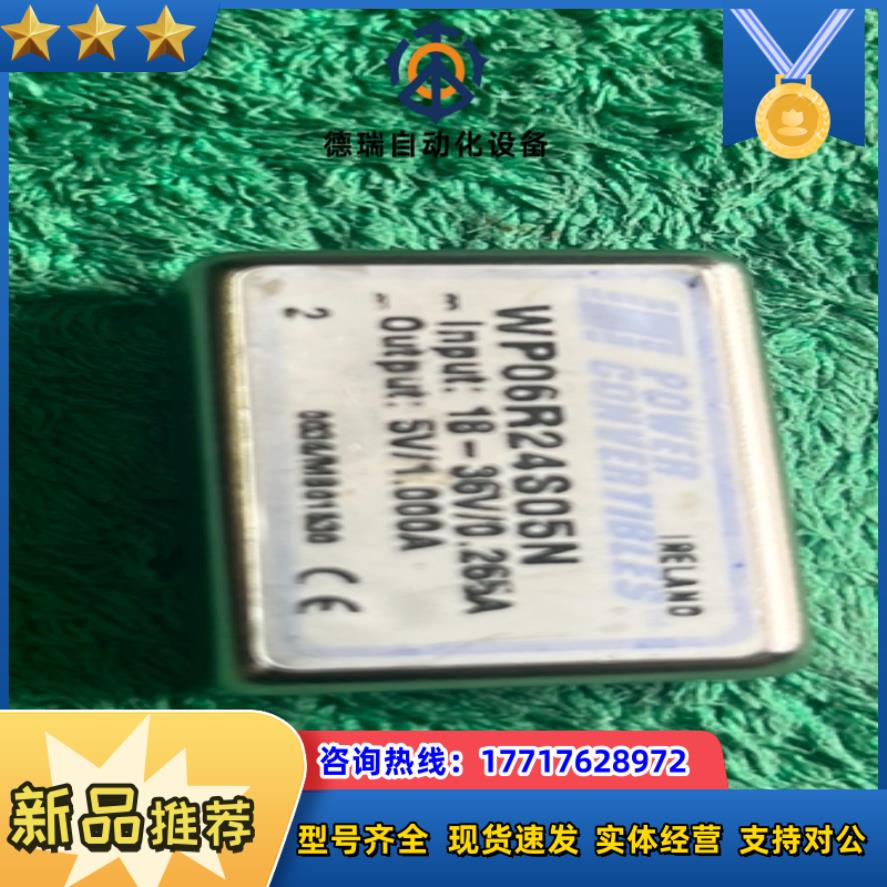 德瑞自动化设备
POWER
CONVERTIBLES
IRELAND
WP06R24S05N
Input: 18-36V/0.265A
Output: 5V/1.000A
2
CE
咨询热线：17717628972
新品推荐
型号齐全 现货速发 实体经营 支持对公